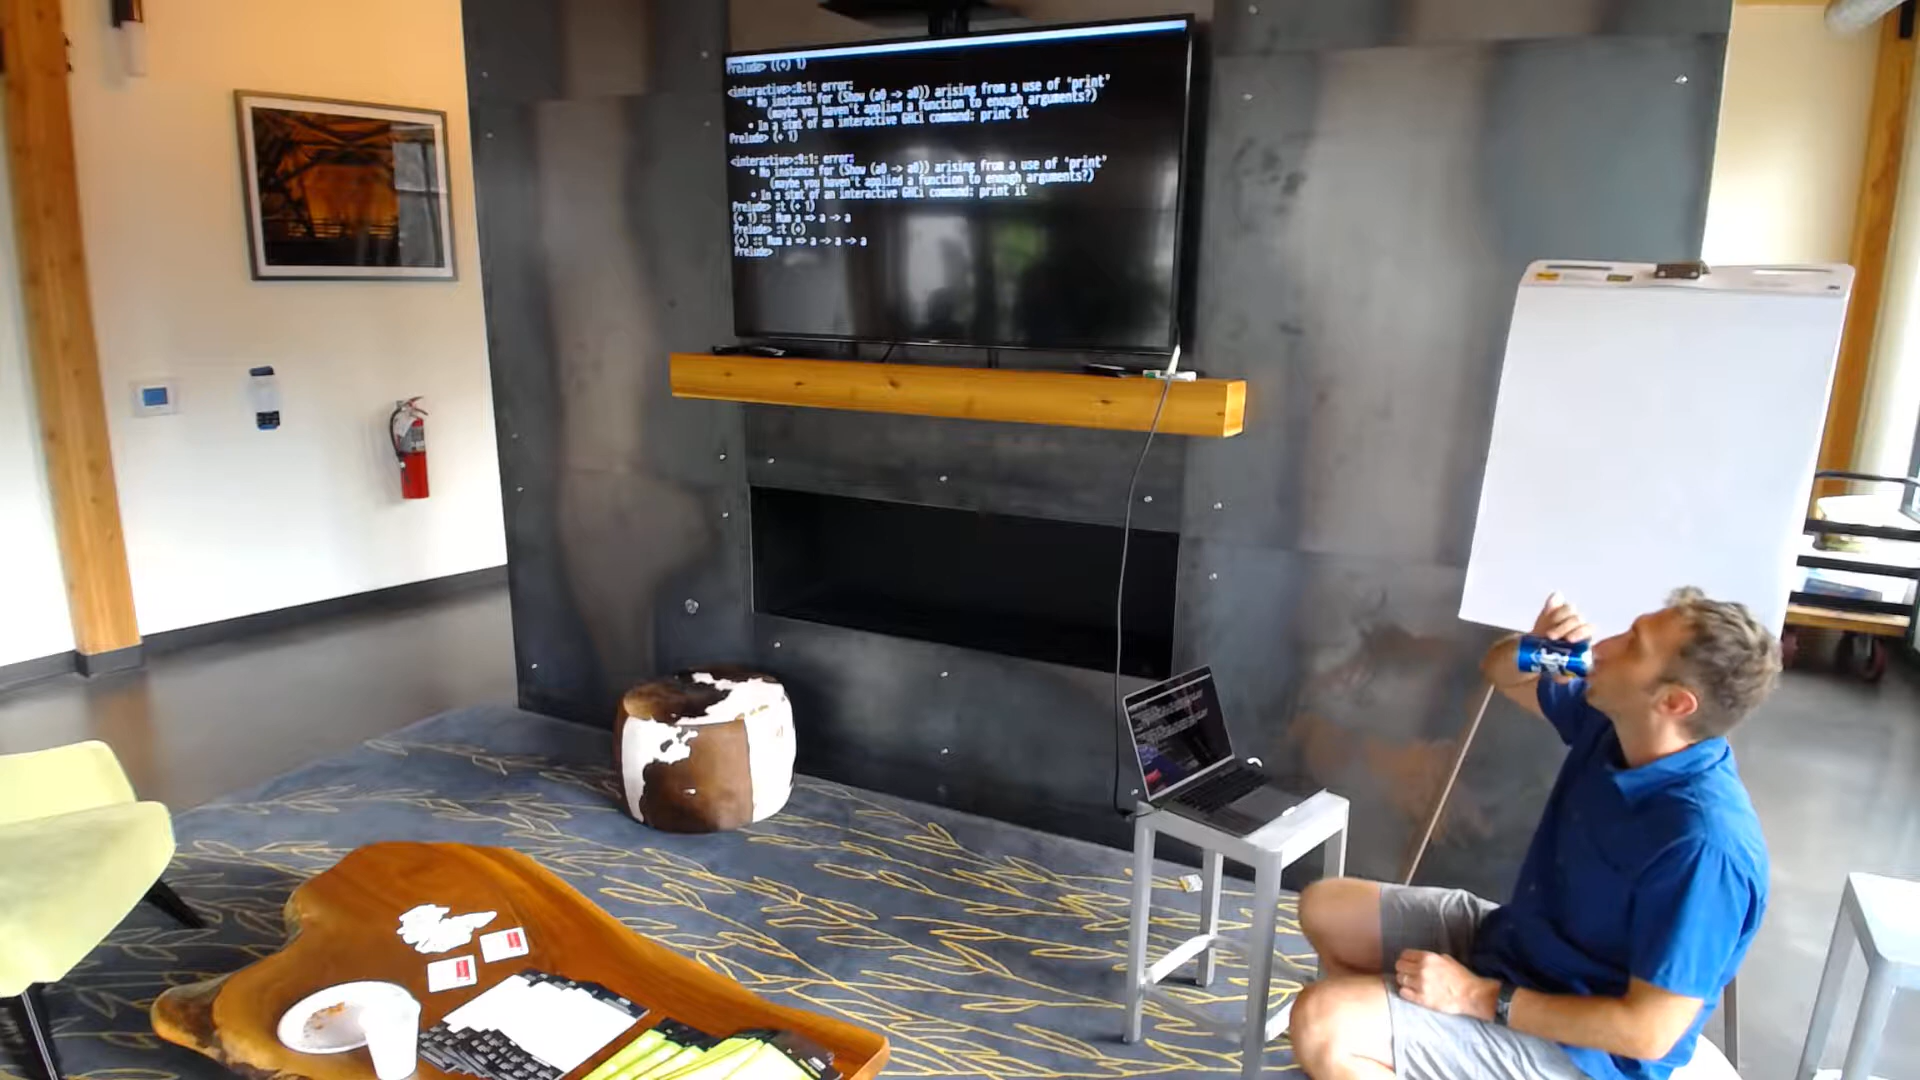 Prelude> ((+) 1)
<interactive>:8:1: error:
• No instance for (Show (a0 -> a0)) arising from a use of ‘print’
(maybe you haven't applied a function to enough arguments?)
• In a stmt of an interactive GHCi command: print it
Prelude> (+ 1)
<interactive>:9:1: error:
• No instance for (Show (a0 -> a0)) arising from a use of ‘print’
(maybe you haven't applied a function to enough arguments?)
• In a stmt of an interactive GHCi command: print it
Prelude> :t (+ 1)
(+ 1) :: Num a => a -> a
Prelude> :t (+)
(+) :: Num a => a -> a -> a
Prelude>